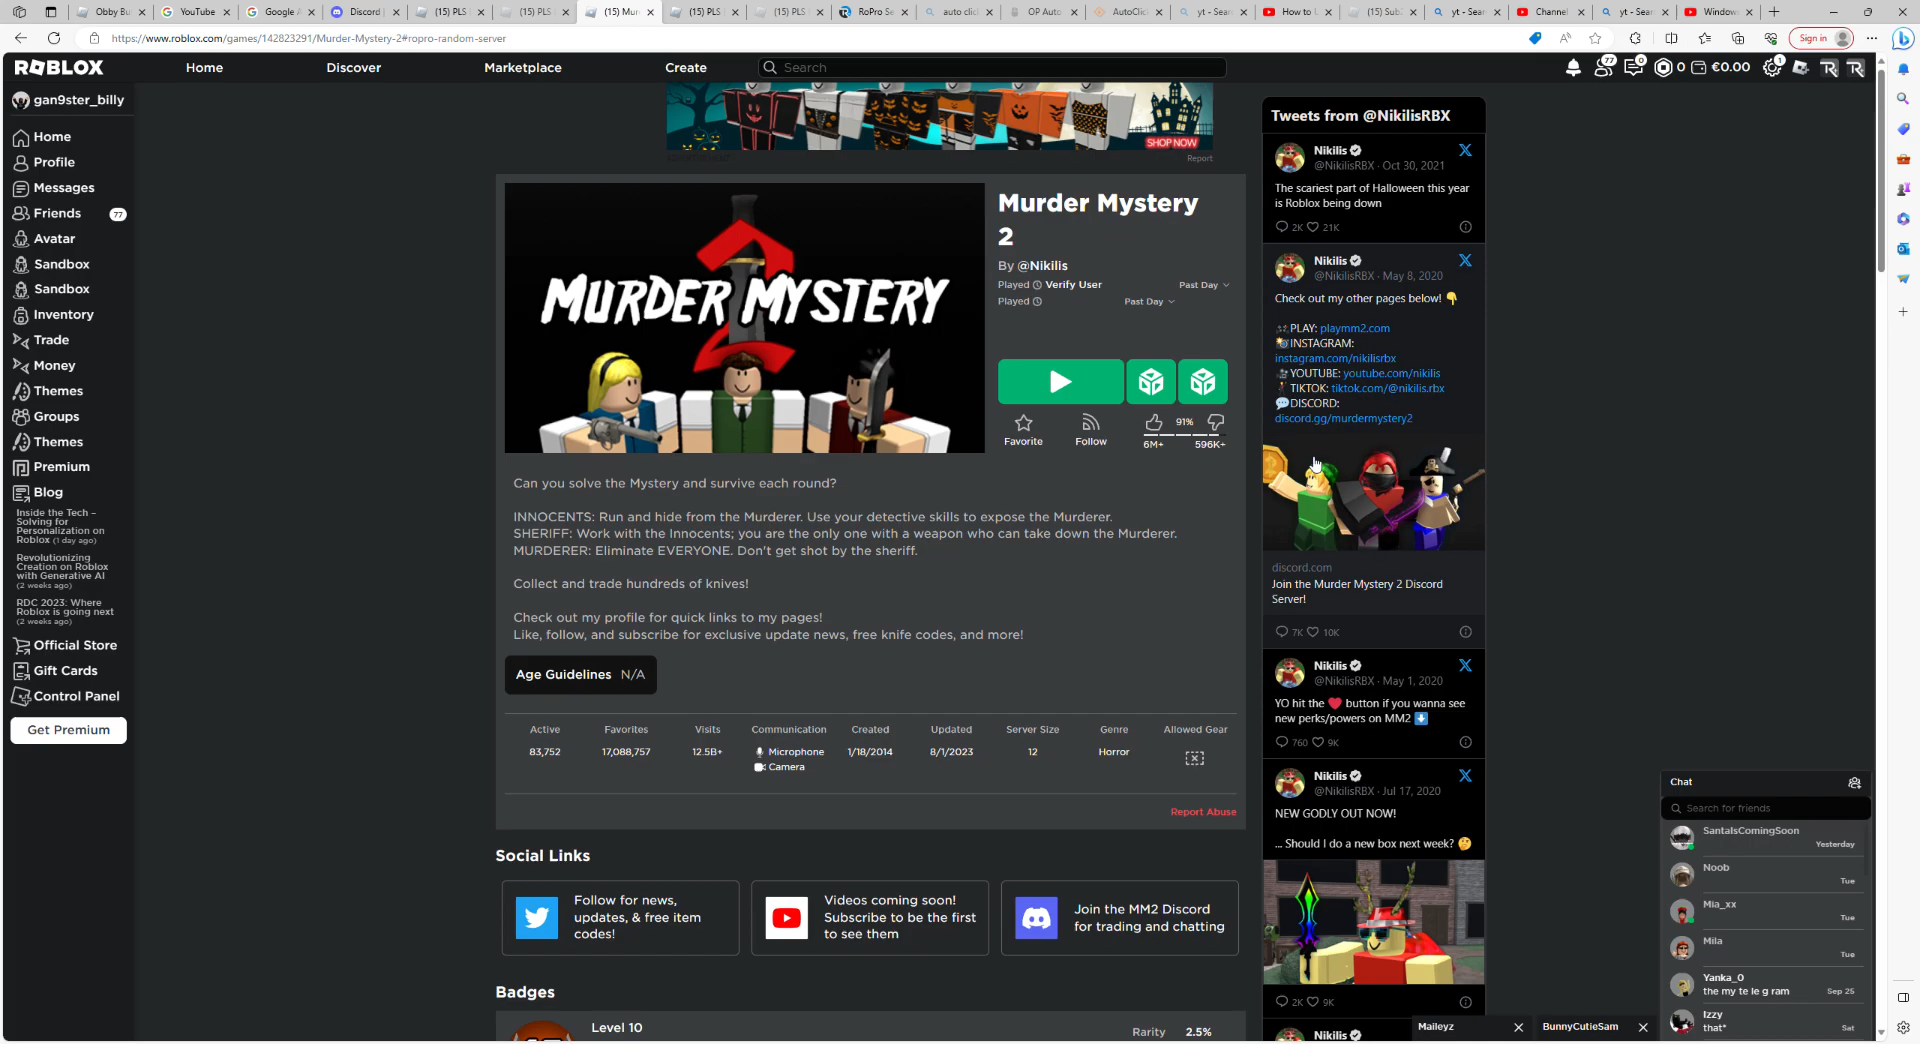 Obby Bu
YouTube
Google A
Discord |
(15) PLS
(15) PLS
(15) Mur
(15) PLS
(15) PLS
RoPro Se
auto click
OP Auto
AutoClic
yt - Sear
How to U
(15) Sub
yt - Sear
Channel
yt - Sear
Window
https://www.roblox.com/games/142823291/Murder-Mystery-2#ropro-random-server
Sign in
ROBLOX
Home
Discover
Marketplace
Create
Search
77
0
0
€0.00
1
gan9ster_billy
Home
Profile
Messages
Friends 77
Avatar
Sandbox
Sandbox
Inventory
Trade
Money
Themes
Groups
Themes
Premium
Blog
Inside the Tech -
Solving for
Personalization on
Roblox (1 day ago)
Revolutionizing
Creation on Roblox
with Generative AI
(2 weeks ago)
RDC 2023: Where
Roblox is going next
(2 weeks ago)
Official Store
Gift Cards
Control Panel
Get Premium
SHOP NOW
ADVERTISEMENT
Report
MURDER MYSTERY
2
Murder Mystery
2
By @Nikilis
Played Verify User Past Day
Played Past Day
Favorite
Follow
91%
6M+
596K+
Can you solve the Mystery and survive each round?
INNOCENTS: Run and hide from the Murderer. Use your detective skills to expose the Murderer.
SHERIFF: Work with the Innocents; you are the only one with a weapon who can take down the Murderer.
MURDERER: Eliminate EVERYONE. Don't get shot by the sheriff.
Collect and trade hundreds of knives!
Check out my profile for quick links to my pages!
Like, follow, and subscribe for exclusive update news, free knife codes, and more!
Age Guidelines N/A
Active Favorites Visits Communication Created Updated Server Size Genre Allowed Gear
83,752 17,088,757 12.5B+ Microphone 1/18/2014 8/1/2023 12 Horror
Camera
Report Abuse
Social Links
Follow for news,
updates, & free item
codes!
Videos coming soon!
Subscribe to be the first
to see them
Join the MM2 Discord
for trading and chatting
Badges
Level 10
Rarity 2.5%
Tweets from @NikilisRBX
Nikilis
@NikilisRBX · Oct 30, 2021
The scariest part of Halloween this year
is Roblox being down
2K 21K
Nikilis
@NikilisRBX · May 8, 2020
Check out my other pages below! 👇
🎮PLAY: playmm2.com
📸INSTAGRAM:
instagram.com/nikilisrbx
🎥YOUTUBE: youtube.com/nikilis
🕺TIKTOK: tiktok.com/@nikilis.rbx
💬DISCORD:
discord.gg/murdermystery2
discord.com
Join the Murder Mystery 2 Discord
Server!
7K 10K
Nikilis
@NikilisRBX · May 1, 2020
YO hit the ❤️ button if you wanna see
new perks/powers on MM2 ⬇️
760 9K
Nikilis
@NikilisRBX · Jul 17, 2020
NEW GODLY OUT NOW!
... Should I do a new box next week? 🤔
2K 9K
Nikilis
Chat
Search for friends
SantaIsComingSoon
Yesterday
Noob
Tue
Mia_xx
Tue
Mila
Tue
Yanka_0
the my te le g ram Sep 25
Izzy
that* Sat
Maileyz
BunnyCutieSam